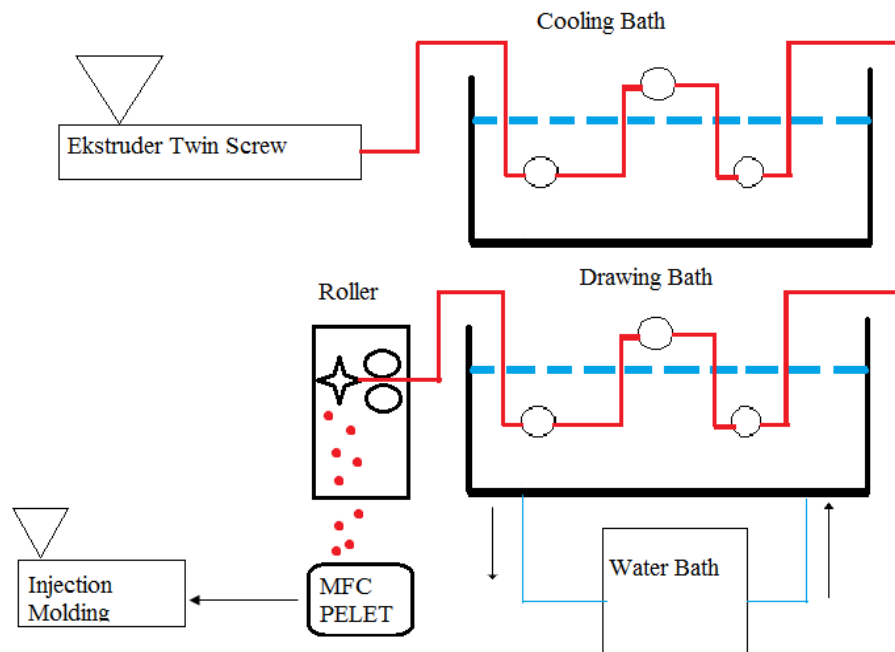 Cooling Bath
Ekstruder Twin Screw
Drawing Bath
Roller
Water Bath
Injection
Molding
MFC
PELET